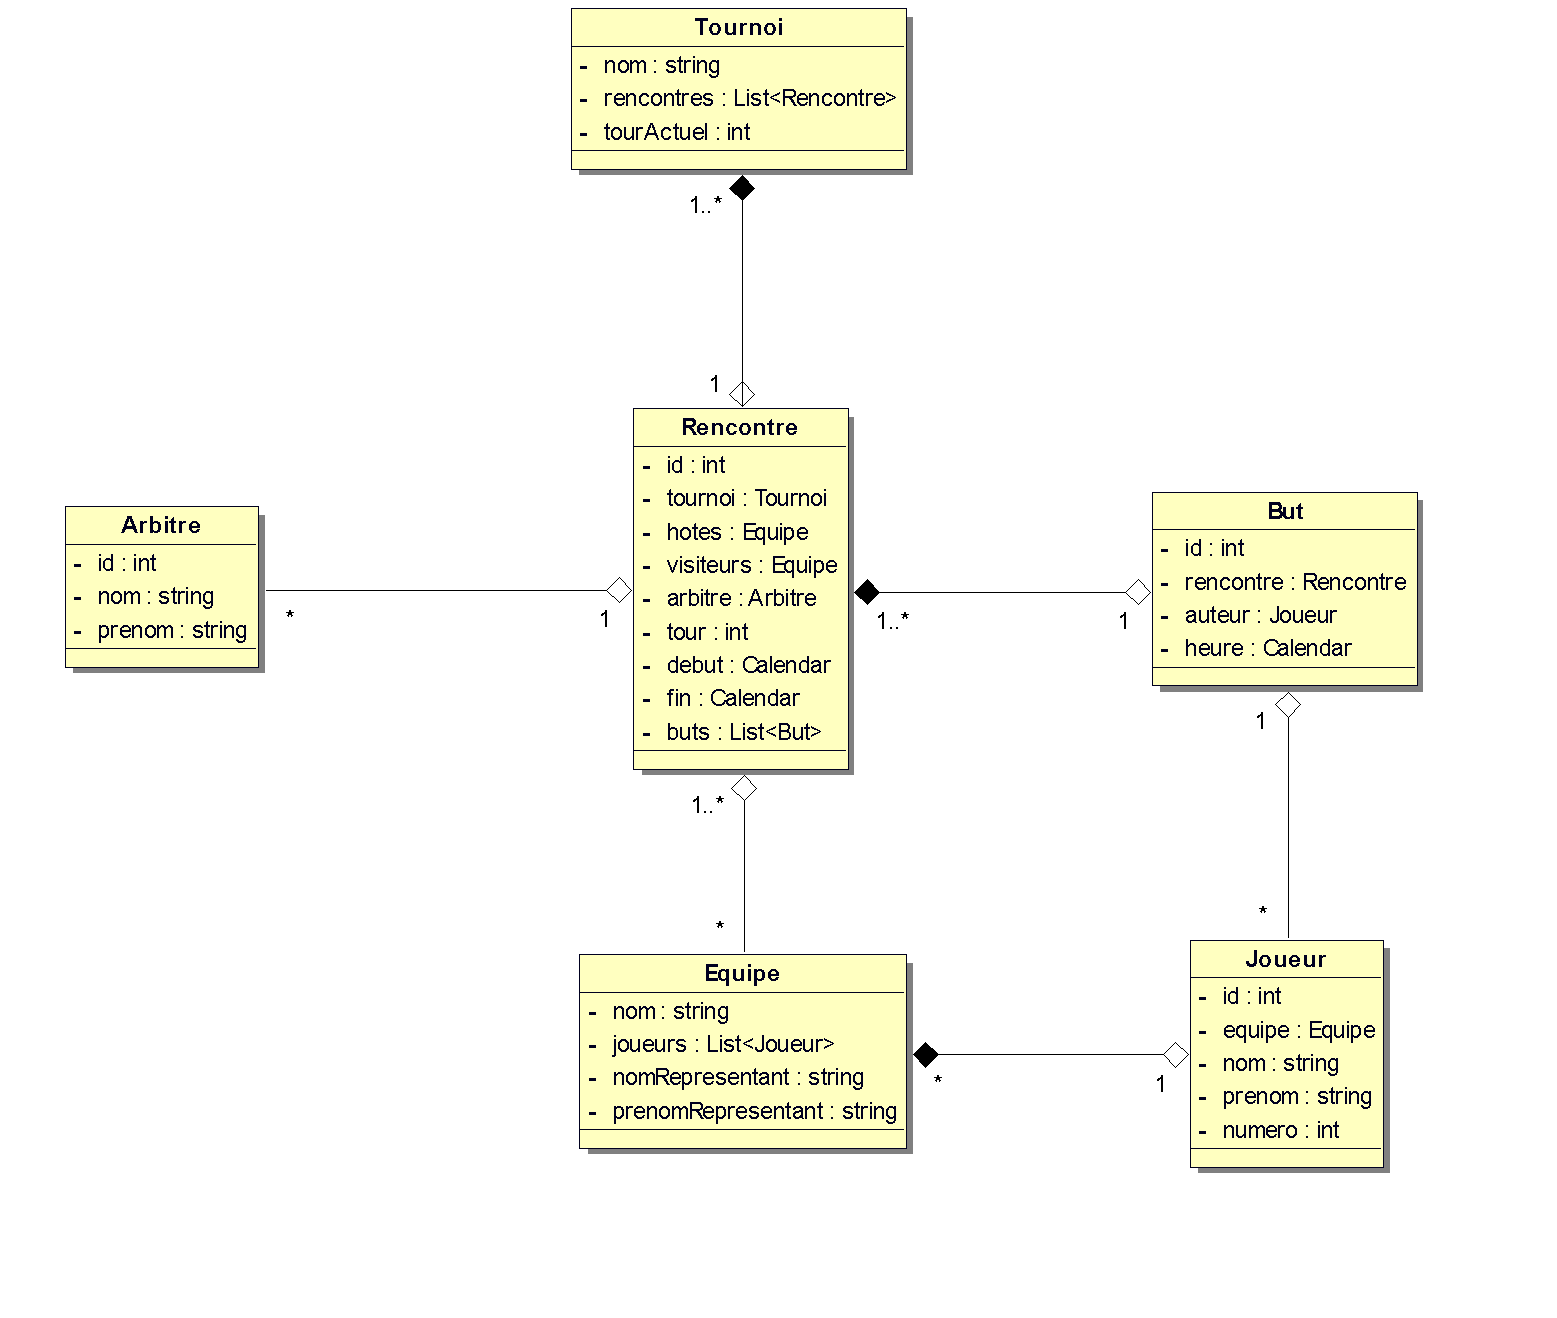 Tournoi
- nom : string
- rencontres : List<Rencontre>
- tourActuel : int
1..*
1
Rencontre
- id : int
- tournoi : Tournoi
- hotes : Equipe
- visiteurs : Equipe
- arbitre : Arbitre
- tour : int
- debut : Calendar
- fin : Calendar
- buts : List<But>
Arbitre
- id : int
- nom : string
- prenom : string
*
1
1..*
1
But
- id : int
- rencontre : Rencontre
- auteur : Joueur
- heure : Calendar
1
*
1..*
*
Equipe
- nom : string
- joueurs : List<Joueur>
- nomRepresentant : string
- prenomRepresentant : string
*
1
Joueur
- id : int
- equipe : Equipe
- nom : string
- prenom : string
- numero : int